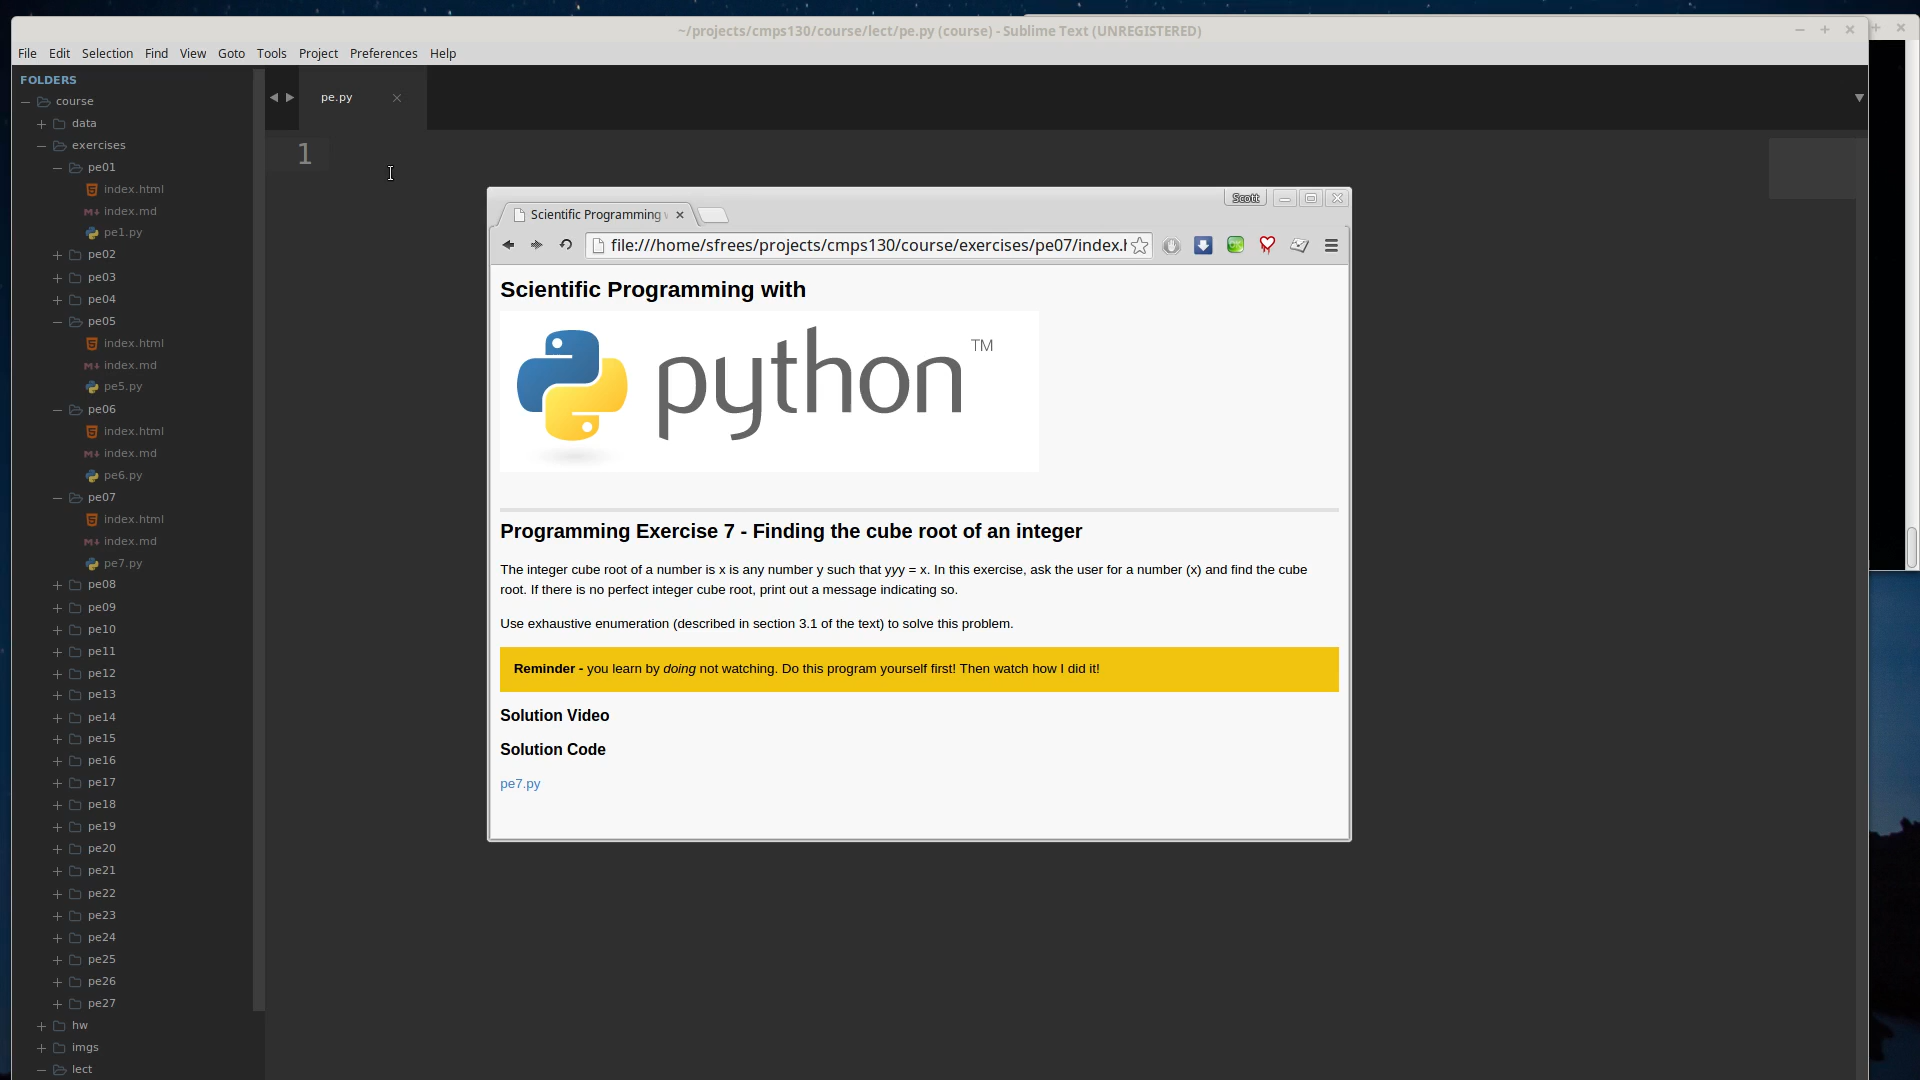 ~/projects/cmps130/course/lect/pe.py (course) - Sublime Text (UNREGISTERED)
File Edit Selection Find View Goto Tools Project Preferences Help
FOLDERS
course
data
exercises
pe01
index.html
index.md
pe1.py
pe02
pe03
pe04
pe05
index.html
index.md
pe5.py
pe06
index.html
index.md
pe6.py
pe07
index.html
index.md
pe7.py
pe08
pe09
pe10
pe11
pe12
pe13
pe14
pe15
pe16
pe17
pe18
pe19
pe20
pe21
pe22
pe23
pe24
pe25
pe26
pe27
hw
imgs
lect
pe.py
1
Scott
Scientific Programming
file:///home/sfrees/projects/cmps130/course/exercises/pe07/index.h
Scientific Programming with
python TM
Programming Exercise 7 - Finding the cube root of an integer
The integer cube root of a number is x is any number y such that yyy = x. In this exercise, ask the user for a number (x) and find the cube
root. If there is no perfect integer cube root, print out a message indicating so.
Use exhaustive enumeration (described in section 3.1 of the text) to solve this problem.
Reminder - you learn by doing not watching. Do this program yourself first! Then watch how I did it!
Solution Video
Solution Code
pe7.py